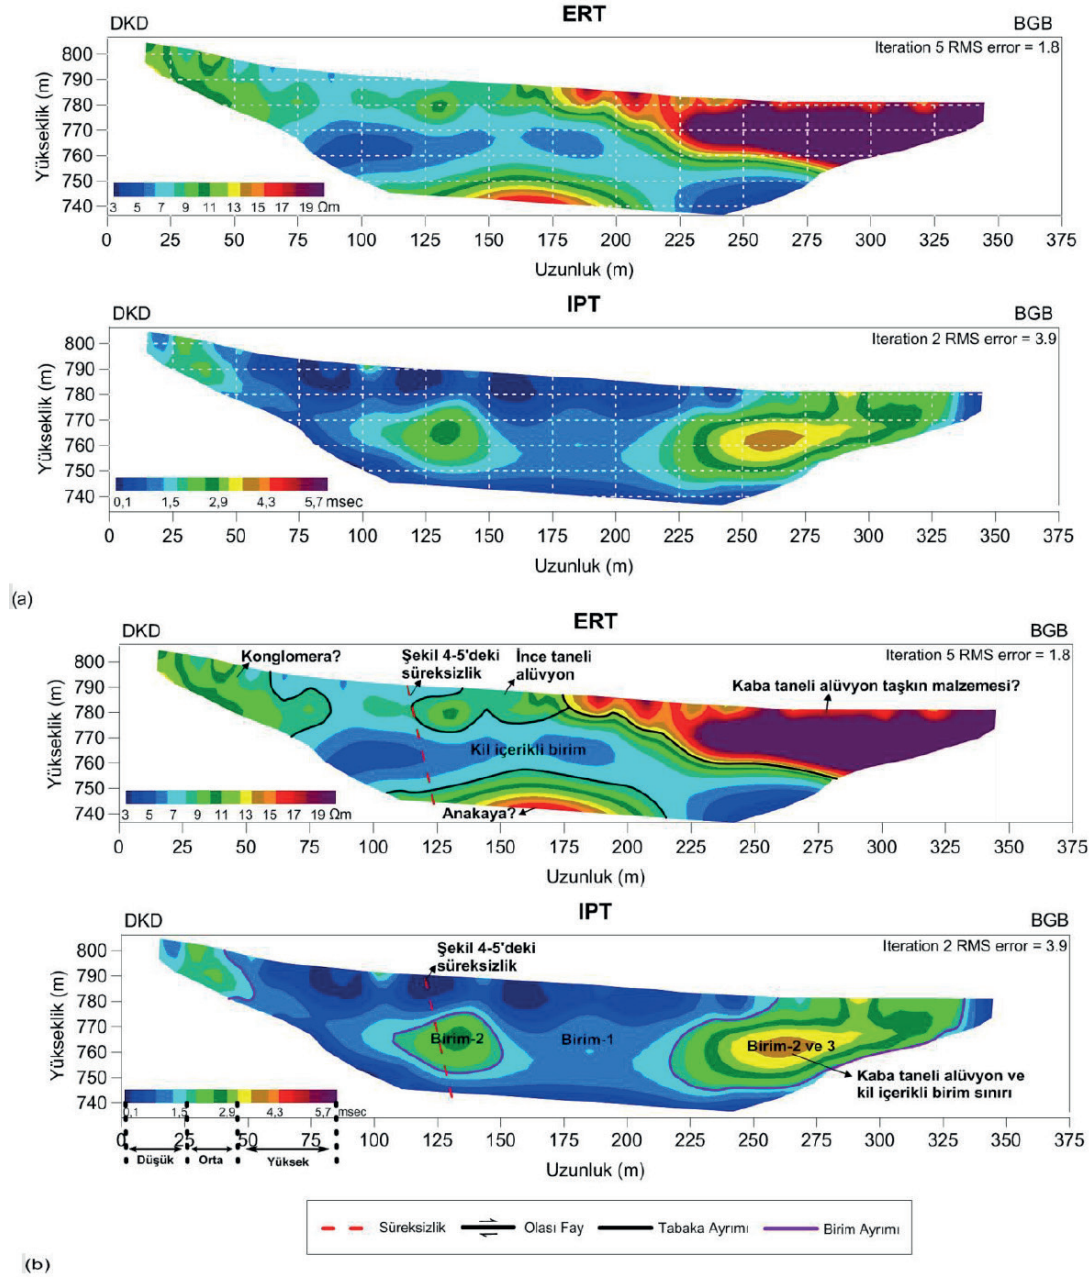 ERT
DKD
BGB
Iteration 5 RMS error = 1.8
Yükseklik (m)
800
790
780
770
760
750
740
3 5 7 9 11 13 15 17 19 Ωm
0 25 50 75 100 125 150 175 200 225 250 275 300 325 350 375
Uzunluk (m)
IPT
DKD
BGB
Iteration 2 RMS error = 3.9
Yükseklik (m)
800
790
780
770
760
750
740
0,1 1,5 2,9 4,3 5,7 msec
0 25 50 75 100 125 150 175 200 225 250 275 300 325 350 375
Uzunluk (m)
(a)
ERT
DKD
BGB
Iteration 5 RMS error = 1.8
Konglomera?
Şekil 4-5'deki
süreksizlik
İnce taneli
alüvyon
Kaba taneli alüvyon taşkın malzemesi?
Kil içerikli birim
Anakaya?
Yükseklik (m)
800
790
780
770
760
750
740
3 5 7 9 11 13 15 17 19 Ωm
0 25 50 75 100 125 150 175 200 225 250 275 300 325 350 375
Uzunluk (m)
IPT
DKD
BGB
Iteration 2 RMS error = 3.9
Şekil 4-5'deki
süreksizlik
Birim-2
Birim-1
Birim-2 ve 3
Kaba taneli alüvyon ve
kil içerikli birim sınırı
Yükseklik (m)
800
790
780
770
760
750
740
0,1 1,5 2,9 4,3 5,7 msec
0 25 50 75 100 125 150 175 200 225 250 275 300 325 350 375
Düşük Orta Yüksek
Uzunluk (m)
Süreksizlik Olası Fay Tabaka Ayrımı Birim Ayrımı
(b)